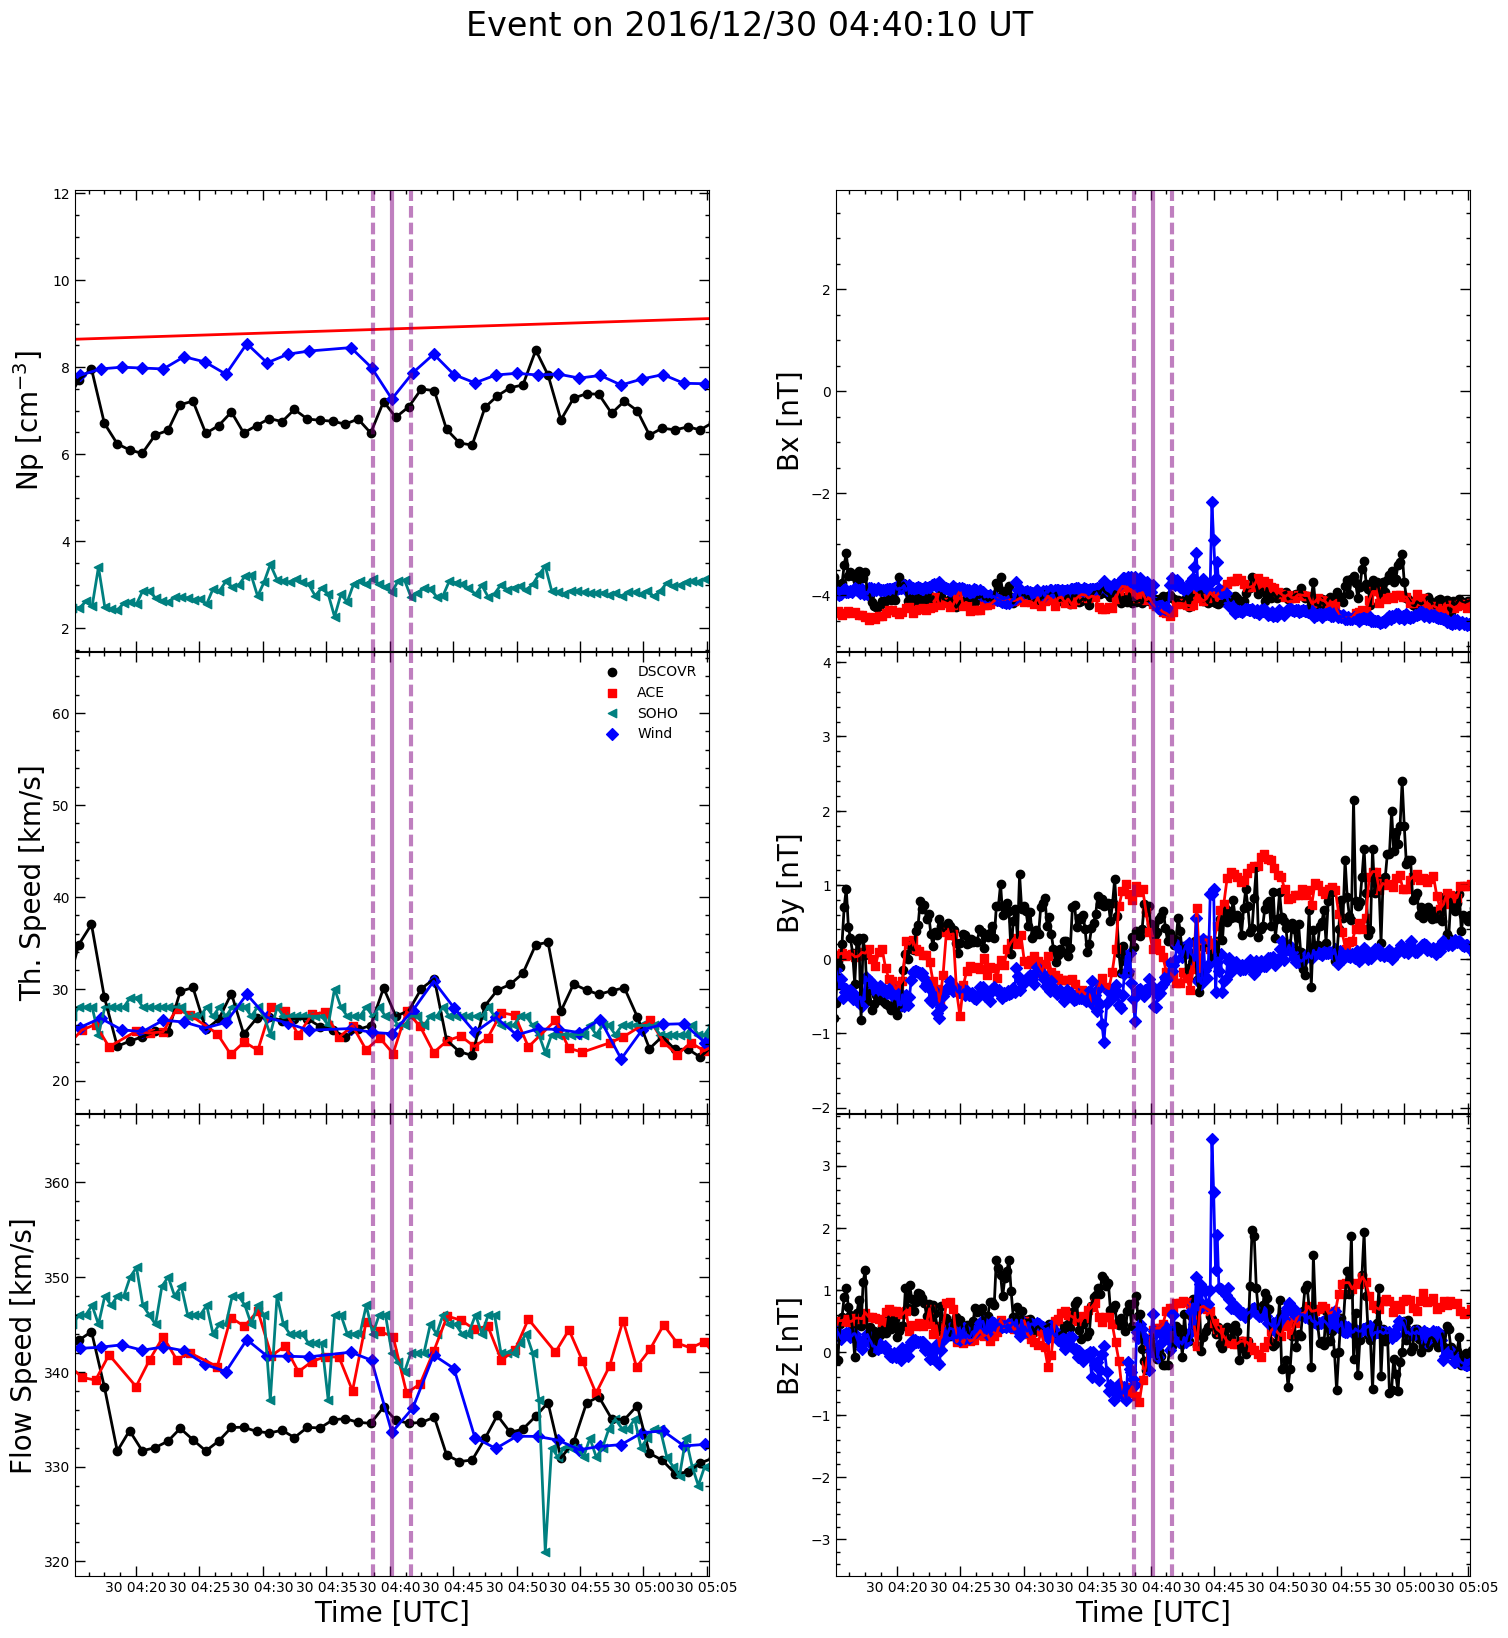 Event on 2016/12/30 04:40:10 UT
12
10
8
6
4
2
Np [cm⁻³]
2
0
−2
−4
Bx [nT]
60
50
40
30
20
Th. Speed [km/s]
DSCOVR
ACE
SOHO
Wind
4
3
2
1
0
−1
−2
By [nT]
360
350
340
330
320
Flow Speed [km/s]
30 04:20 30 04:25 30 04:30 30 04:35 30 04:40 30 04:45 30 04:50 30 04:55 30 05:00 30 05:05
Time [UTC]
3
2
1
0
−1
−2
−3
Bz [nT]
30 04:20 30 04:25 30 04:30 30 04:35 30 04:40 30 04:45 30 04:50 30 04:55 30 05:00 30 05:05
Time [UTC]